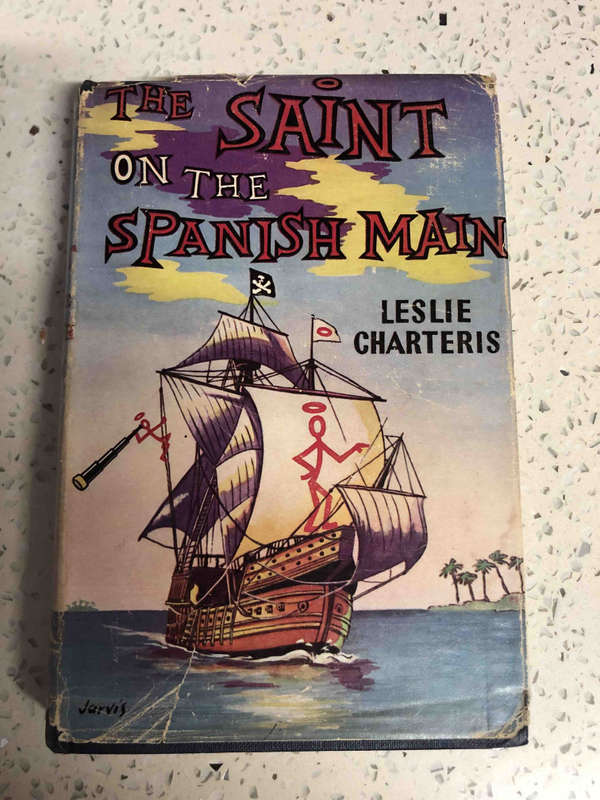 THE SAINT
ON THE
SPANISH MAIN
LESLIE
CHARTERIS
Jarvis